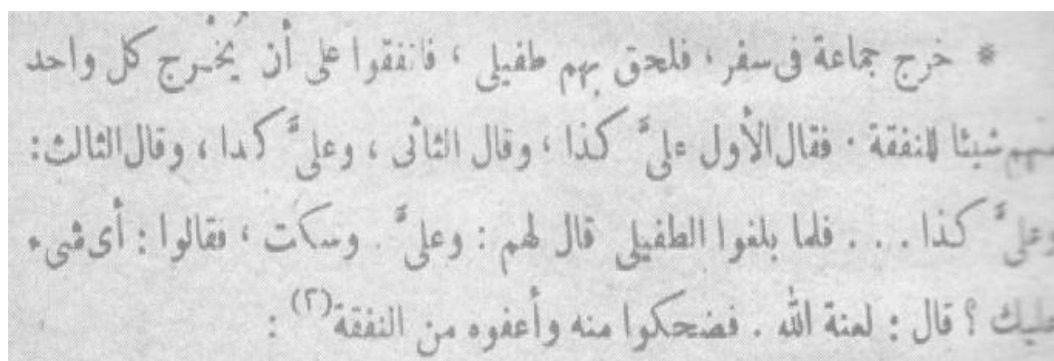 * خرج جماعة فى سفر ، فلحق بهم طفيلى ، فاتفقوا على أن يُخْرج كل واحد
منهم شيئا للنفقة . فقال الأول علىَّ كذا ، وقال الثانى ، وعلىَّ كذا ، وقال الثالث :
وعلىَّ كذا . . . فلما بلغوا الطفيلى قال لهم : وعلىَّ . وسكت ، فقالوا : أى شىء
عليك ؟ قال : لعنة الله . فضحكوا منه وأعفوه من النفقة (٢) :